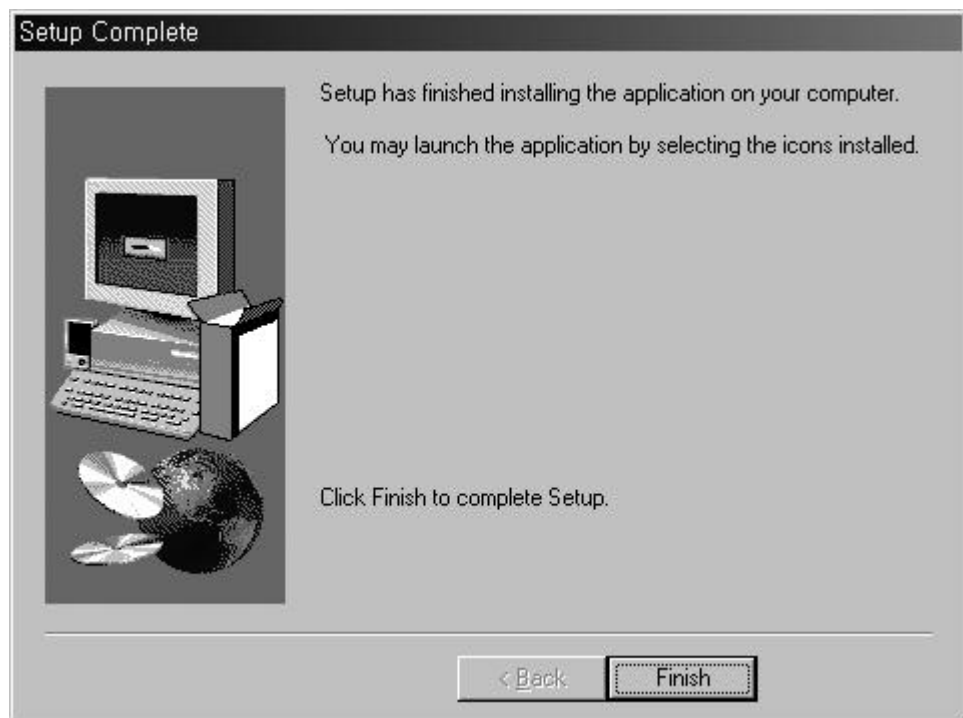 Setup Complete
Setup has finished installing the application on your computer.
You may launch the application by selecting the icons installed.
Click Finish to complete Setup.
< Back
Finish